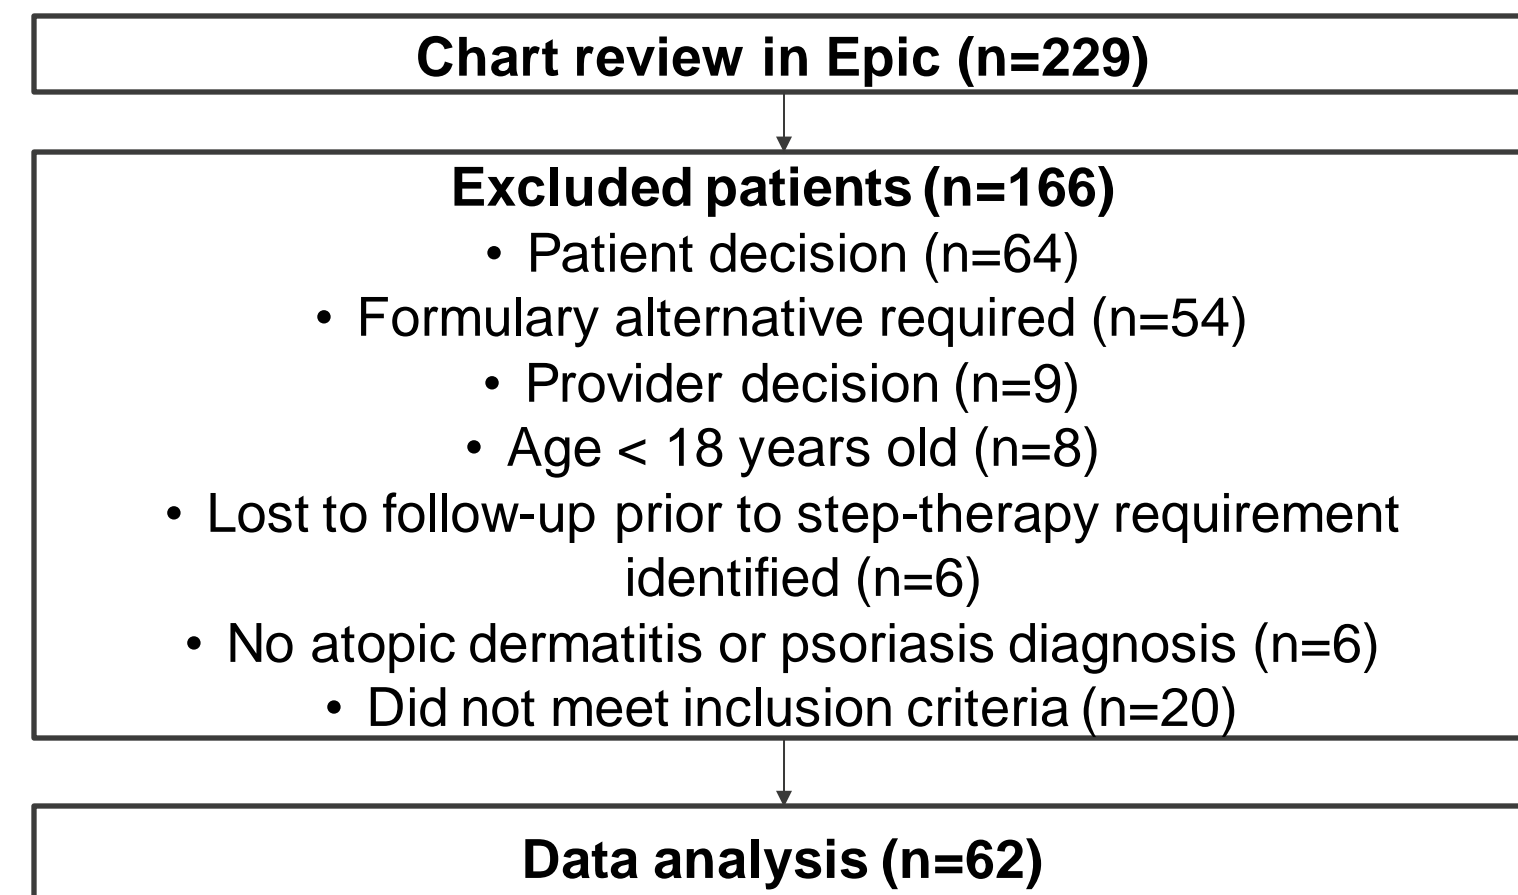 Chart review in Epic (n=229)
Excluded patients (n=166)
• Patient decision (n=64)
• Formulary alternative required (n=54)
• Provider decision (n=9)
• Age < 18 years old (n=8)
• Lost to follow-up prior to step-therapy requirement
identified (n=6)
• No atopic dermatitis or psoriasis diagnosis (n=6)
• Did not meet inclusion criteria (n=20)
Data analysis (n=62)